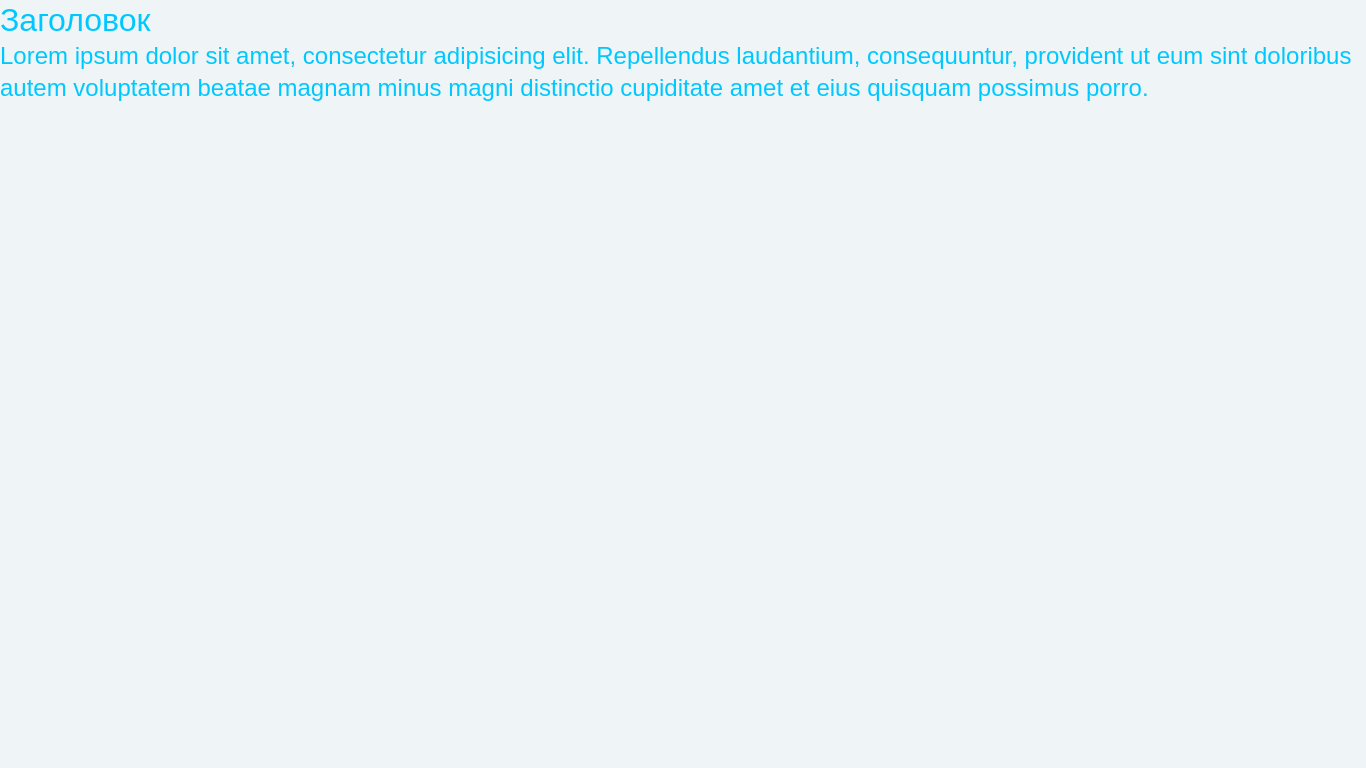 Заголовок
Lorem ipsum dolor sit amet, consectetur adipisicing elit. Repellendus laudantium, consequuntur, provident ut eum sint doloribus
autem voluptatem beatae magnam minus magni distinctio cupiditate amet et eius quisquam possimus porro.